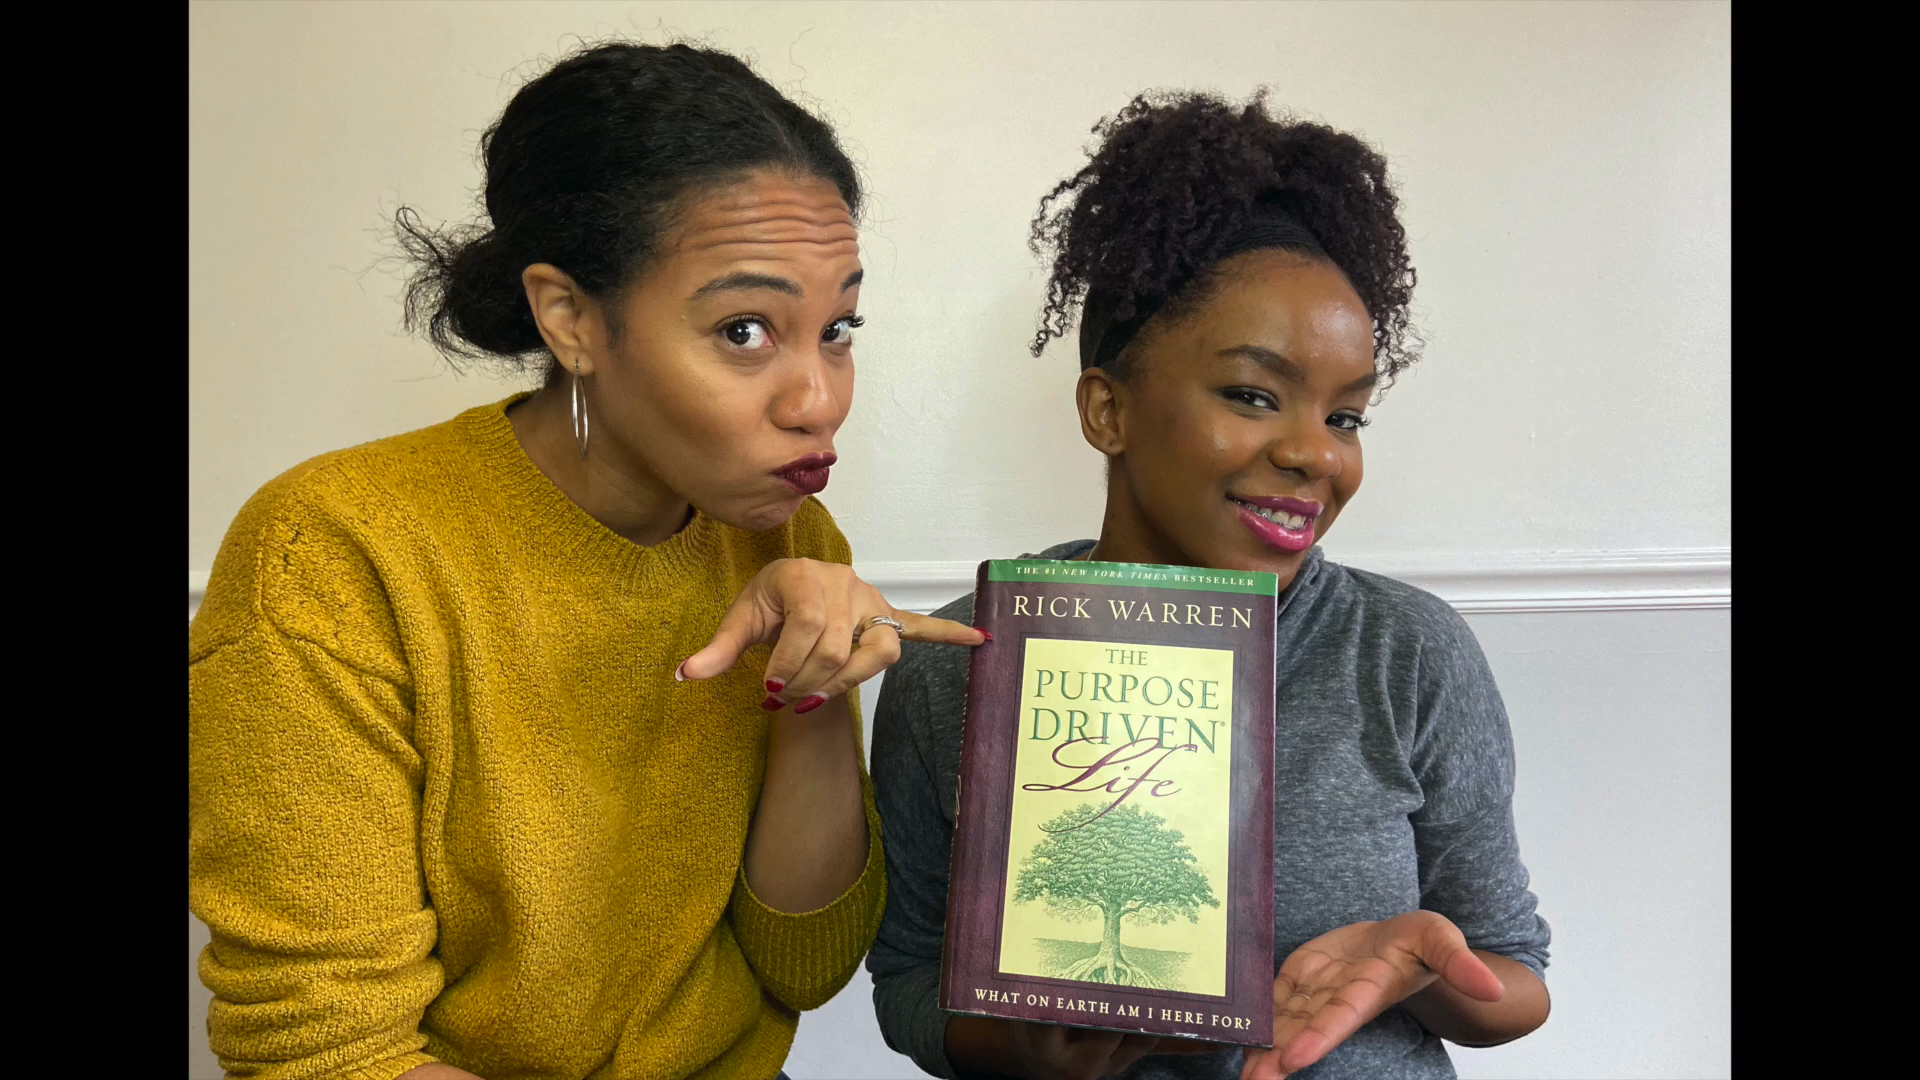 THE #1 NEW YORK TIMES BESTSELLER
RICK WARREN
THE
PURPOSE
DRIVEN®
Life
WHAT ON EARTH AM I HERE FOR?